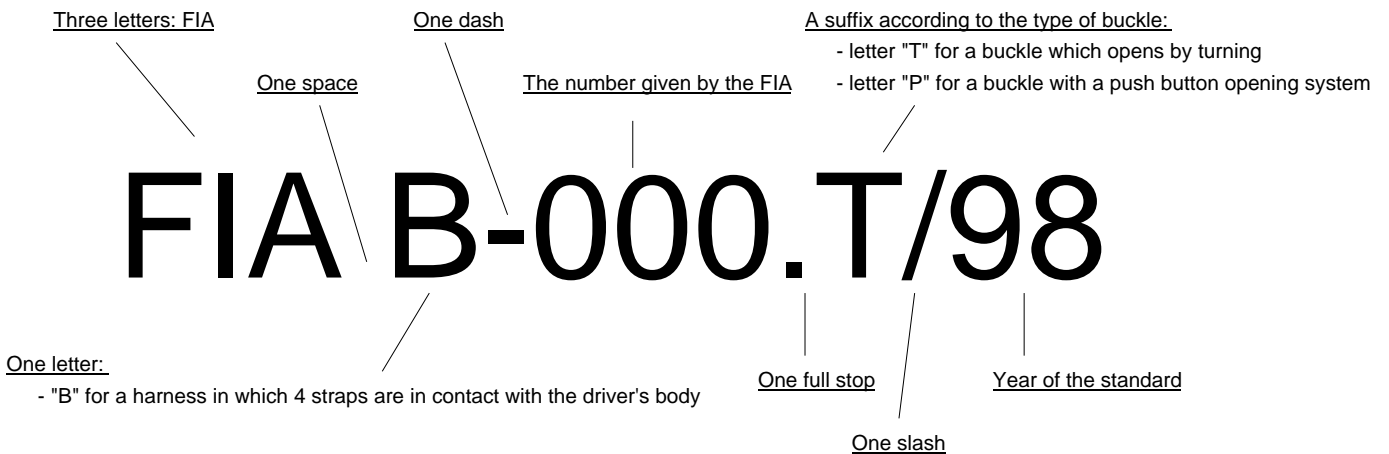 Three letters: FIA
One dash
A suffix according to the type of buckle:
- letter "T" for a buckle which opens by turning
- letter "P" for a buckle with a push button opening system
One space
The number given by the FIA
FIA B-000.T/98
One letter:
- "B" for a harness in which 4 straps are in contact with the driver's body
One full stop
Year of the standard
One slash